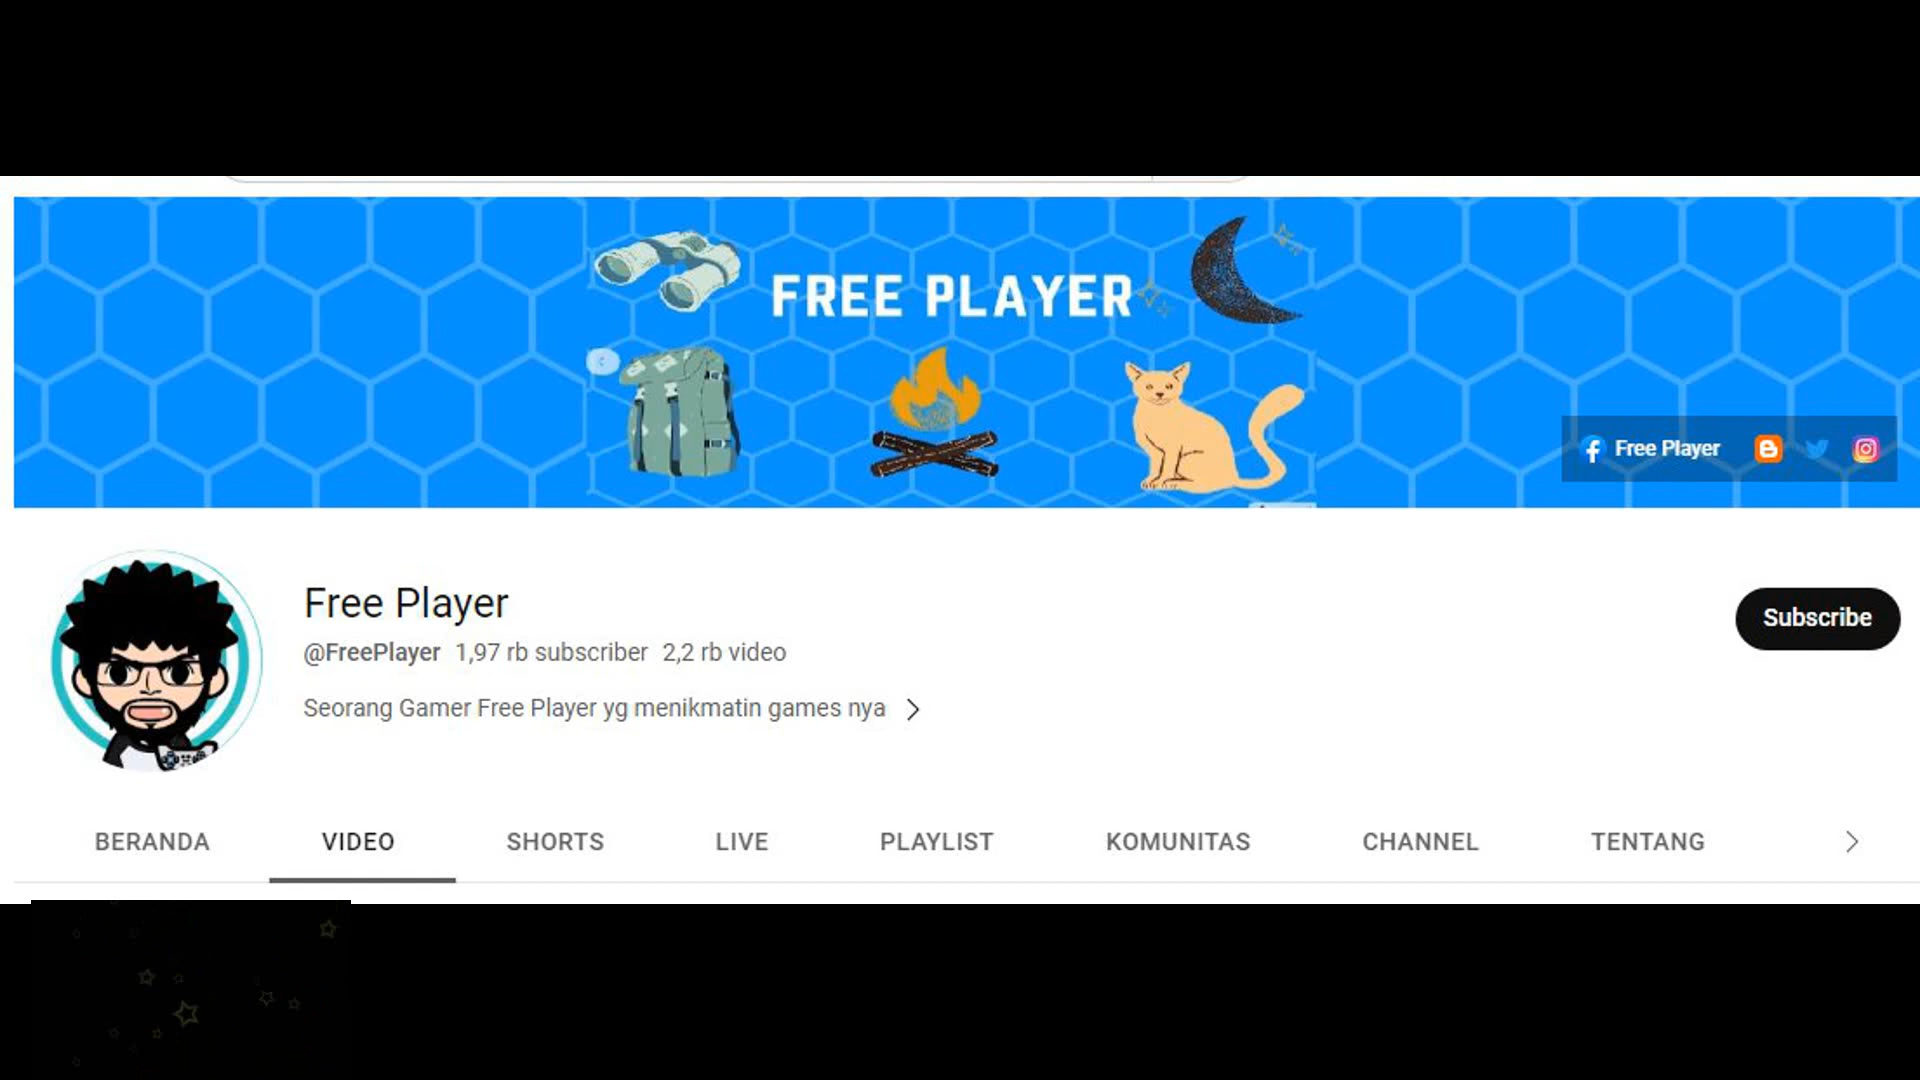 FREE PLAYER
Free Player
Free Player
@FreePlayer 1,97 rb subscriber 2,2 rb video
Subscribe
Seorang Gamer Free Player yg menikmatin games nya
BERANDA VIDEO SHORTS LIVE PLAYLIST KOMUNITAS CHANNEL TENTANG